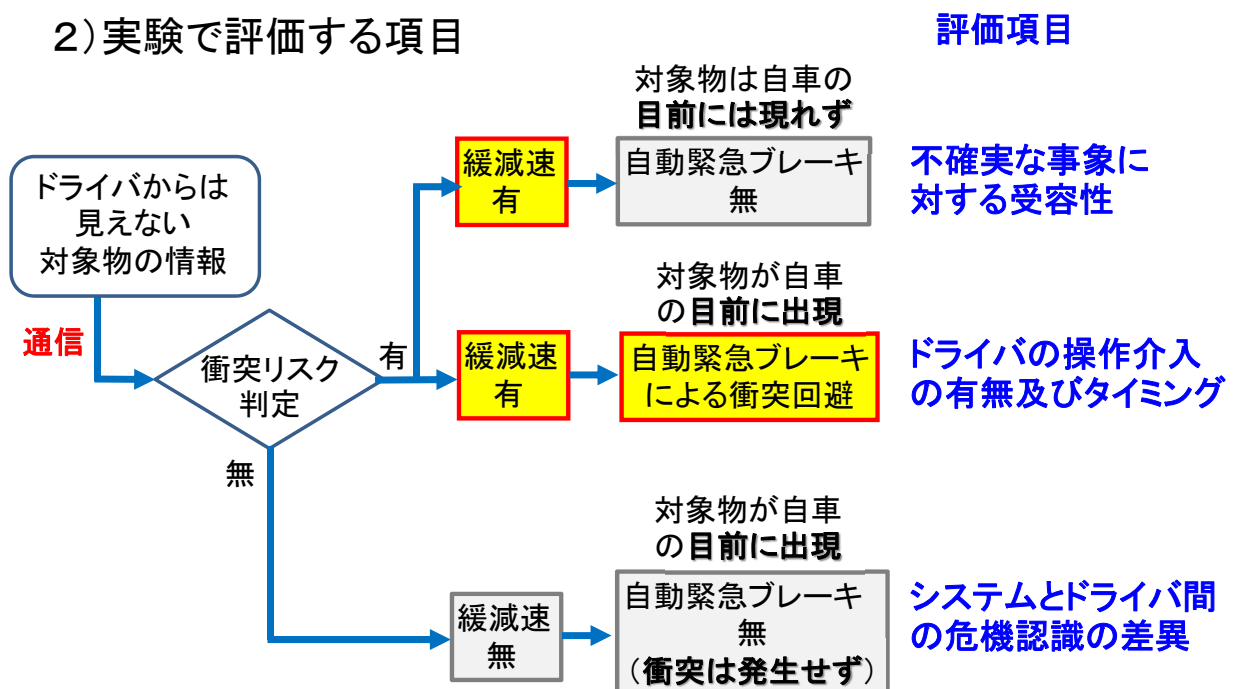 2)実験で評価する項目
評価項目
ドライバからは
見えない
対象物の情報
通信
衝突リスク
判定
有
無
対象物は自車の
目前には現れず
緩減速
有
自動緊急ブレーキ
無
不確実な事象に
対する受容性
対象物が自車
の目前に出現
緩減速
有
自動緊急ブレーキ
による衝突回避
ドライバの操作介入
の有無及びタイミング
対象物が自車
の目前に出現
緩減速
無
自動緊急ブレーキ
無
(衝突は発生せず)
システムとドライバ間
の危機認識の差異